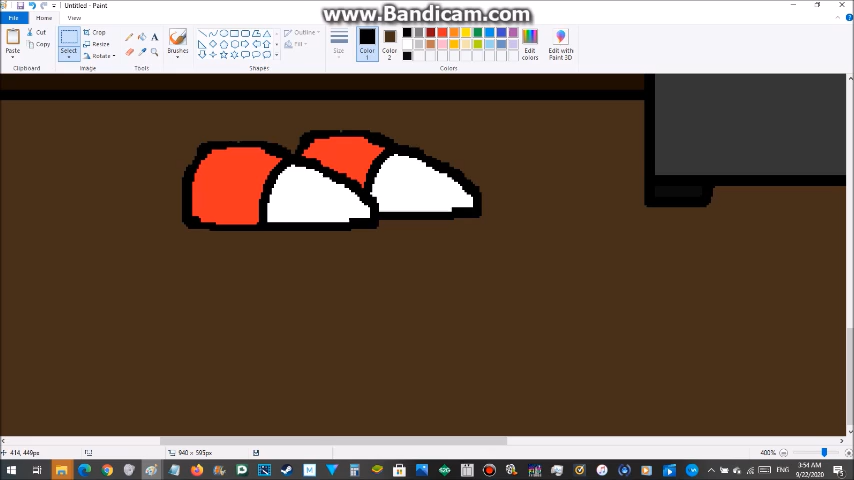 www.Bandicam.com
Untitled - Paint
File
Home
View
Paste
Cut
Copy
Clipboard
Select
Crop
Resize
Rotate
Image
Tools
Brushes
Shapes
Outline
Fill
Size
Color 1
Color 2
Colors
Edit colors
Edit with Paint 3D
414, 449px
940 × 595px
400%
ENG
3:54 AM
9/22/2020